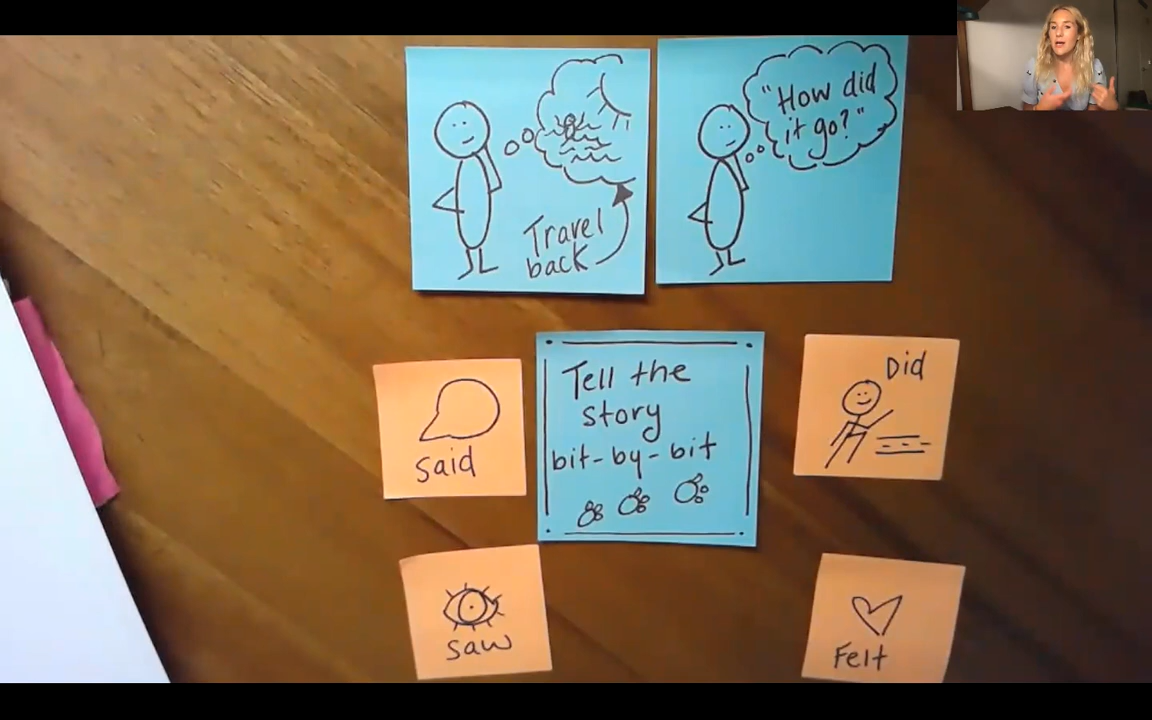 Travel
back
"How did
it go?"
Said
Tell the
story
bit-by-bit
Did
saw
Felt